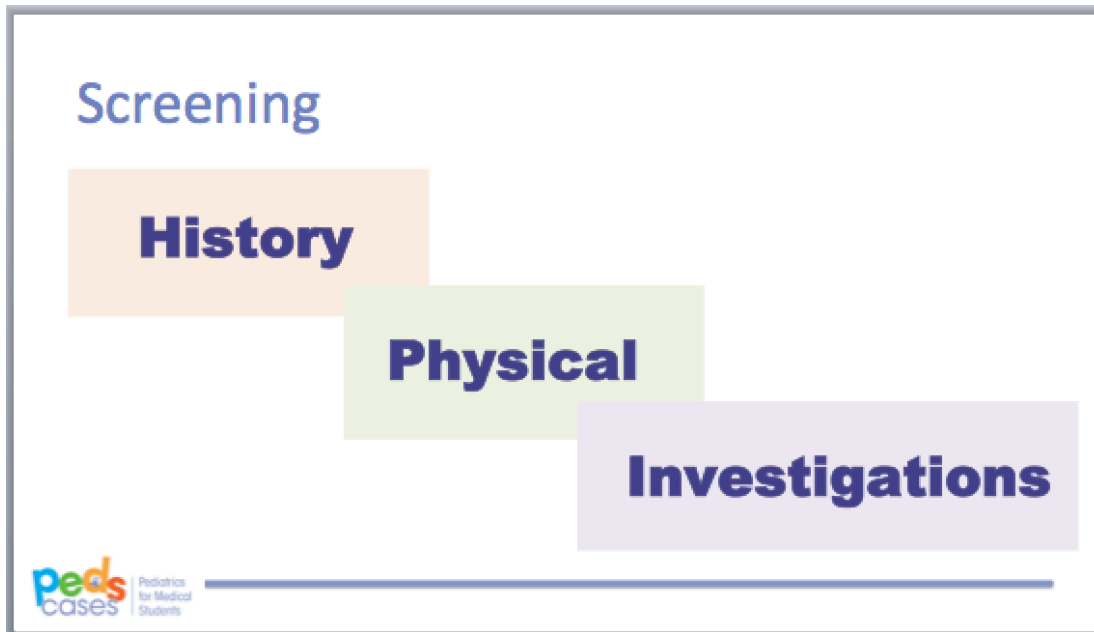 Screening
History
Physical
Investigations
peds
cases
Pediatrics
for Medical
Students